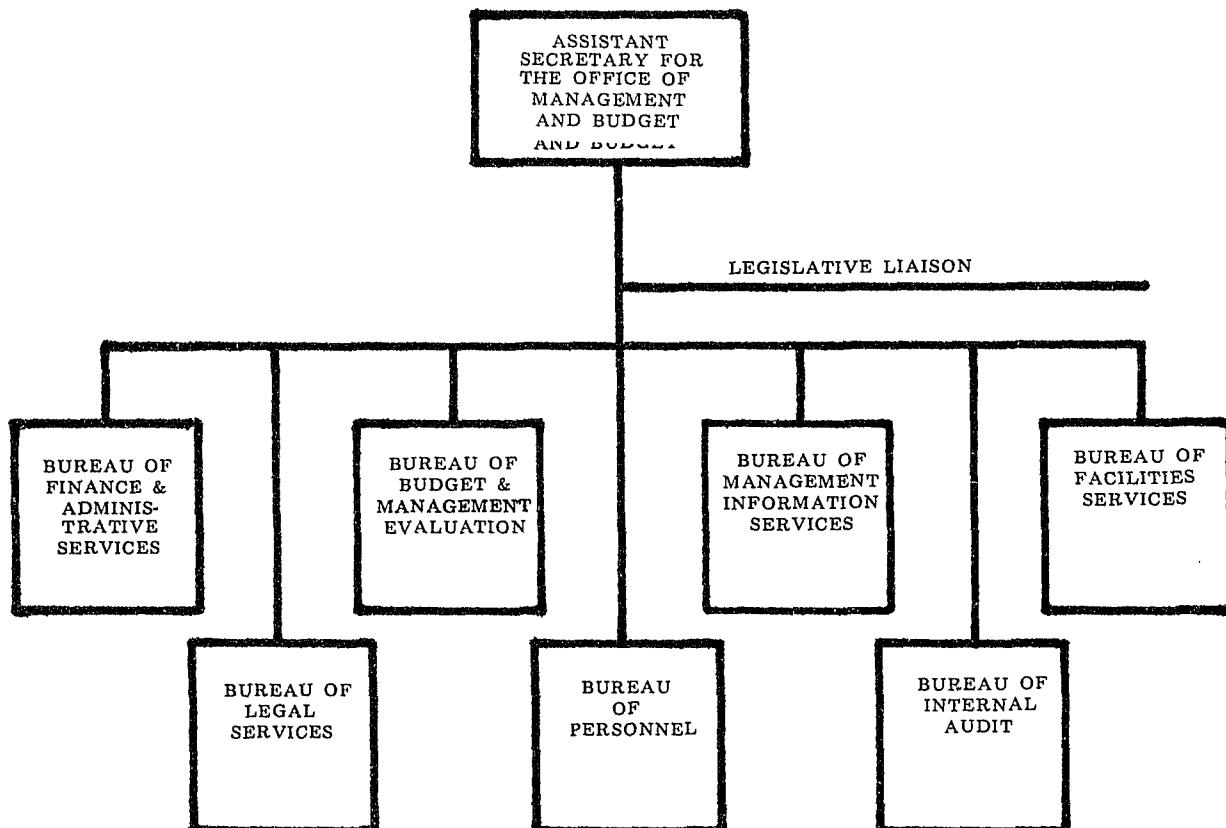 ASSISTANT
SECRETARY FOR
THE OFFICE OF
MANAGEMENT
AND BUDGET
AND BUDGET
LEGISLATIVE LIAISON
BUREAU OF
FINANCE &
ADMINIS-
TRATIVE
SERVICES
BUREAU OF
BUDGET &
MANAGEMENT
EVALUATION
BUREAU OF
MANAGEMENT
INFORMATION
SERVICES
BUREAU OF
FACILITIES
SERVICES
BUREAU OF
LEGAL
SERVICES
BUREAU
OF
PERSONNEL
BUREAU OF
INTERNAL
AUDIT